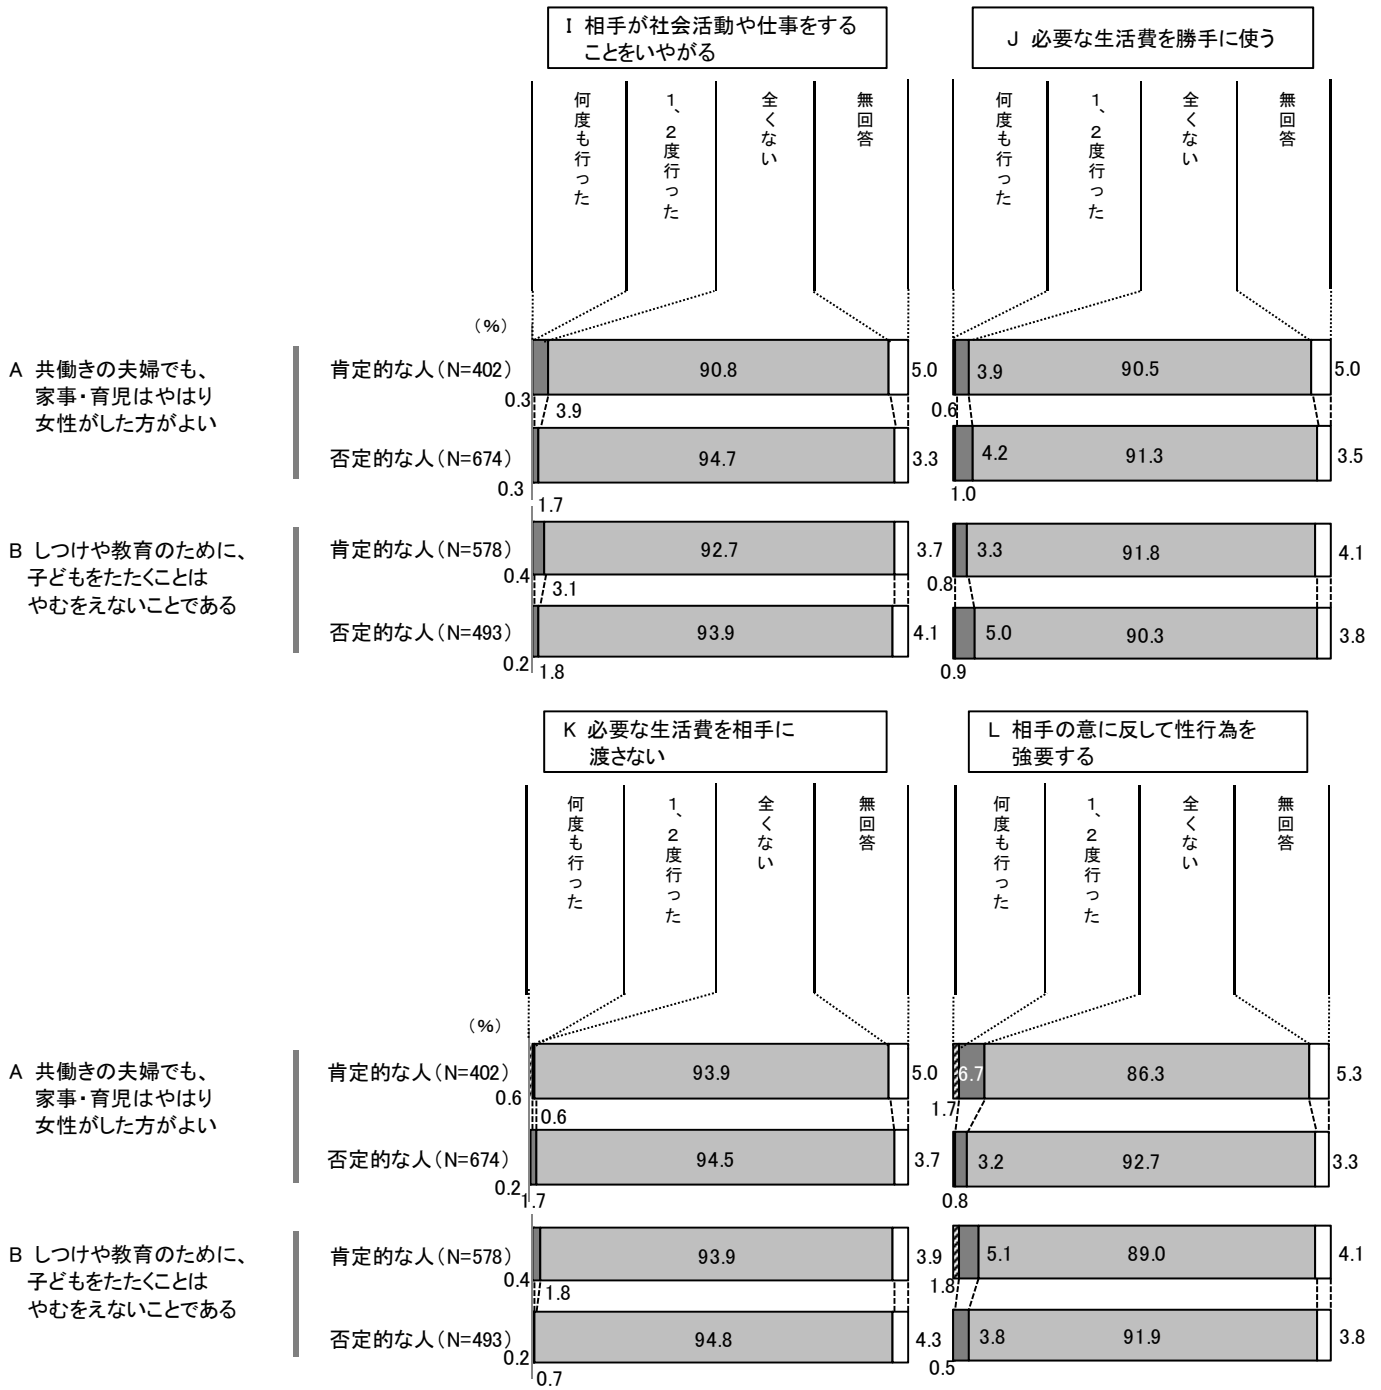 I 相手が社会活動や仕事をする
ことをいやがる
J 必要な生活費を勝手に使う
何度も行った
1、2度行った
全くない
無回答
何度も行った
1、2度行った
全くない
無回答
（%）
A 共働きの夫婦でも、
家事・育児はやはり
女性がした方がよい
肯定的な人（N=402）
0.3
3.9
90.8
5.0
0.6
3.9
90.5
5.0
否定的な人（N=674）
0.3
1.7
94.7
3.3
1.0
4.2
91.3
3.5
B しつけや教育のために、
子どもをたたくことは
やむをえないことである
肯定的な人（N=578）
0.4
3.1
92.7
3.7
0.8
3.3
91.8
4.1
否定的な人（N=493）
0.2
1.8
93.9
4.1
0.9
5.0
90.3
3.8
K 必要な生活費を相手に
渡さない
L 相手の意に反して性行為を
強要する
何度も行った
1、2度行った
全くない
無回答
何度も行った
1、2度行った
全くない
無回答
（%）
A 共働きの夫婦でも、
家事・育児はやはり
女性がした方がよい
肯定的な人（N=402）
0.6
0.6
93.9
5.0
1.7
6.7
86.3
5.3
否定的な人（N=674）
0.2
1.7
94.5
3.7
0.8
3.2
92.7
3.3
B しつけや教育のために、
子どもをたたくことは
やむをえないことである
肯定的な人（N=578）
0.4
1.8
93.9
3.9
1.8
5.1
89.0
4.1
否定的な人（N=493）
0.2
0.7
94.8
4.3
0.5
3.8
91.9
3.8